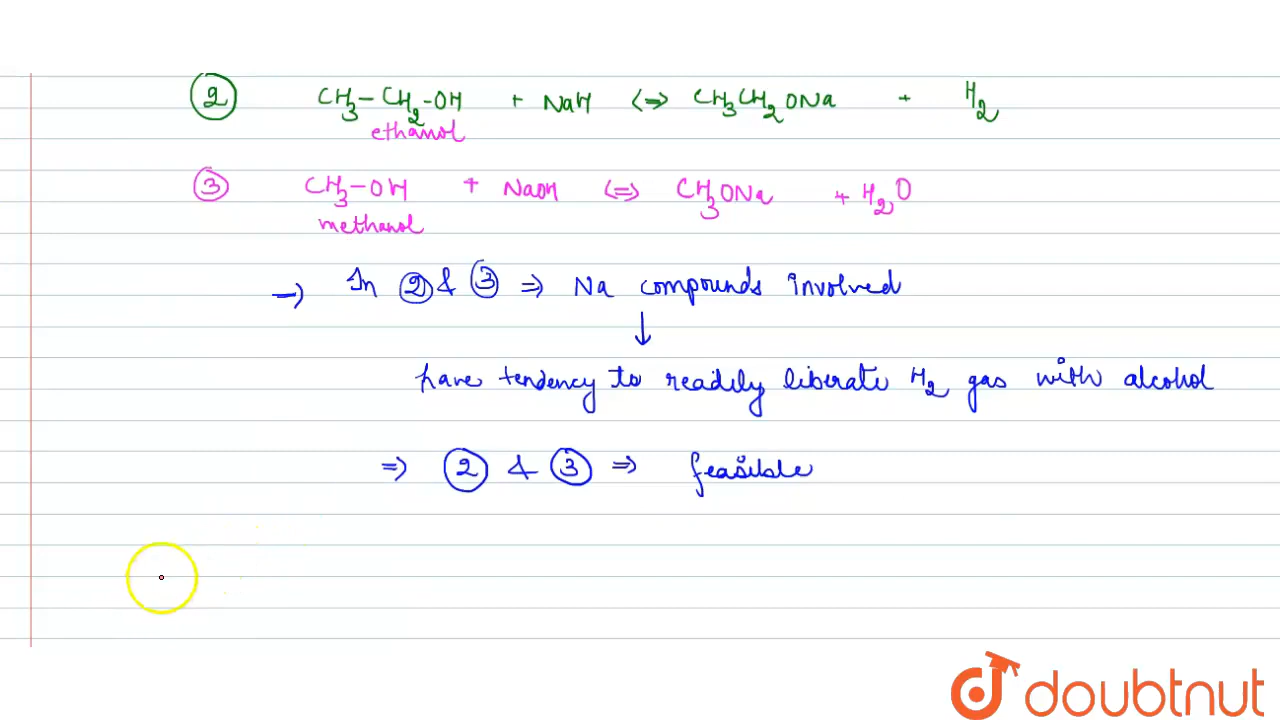 ② CH3-CH2-OH + NaH ⇔ CH3CH2ONa + H2
ethanol
③ CH3-OH + NaOH ⇔ CH3ONa + H2O
methanol
→ In ② & ③ ⇒ Na compounds involved
↓
have tendency to readily liberate H2 gas with alcohol
⇒ ② & ③ ⇒ feasible
doubtnut